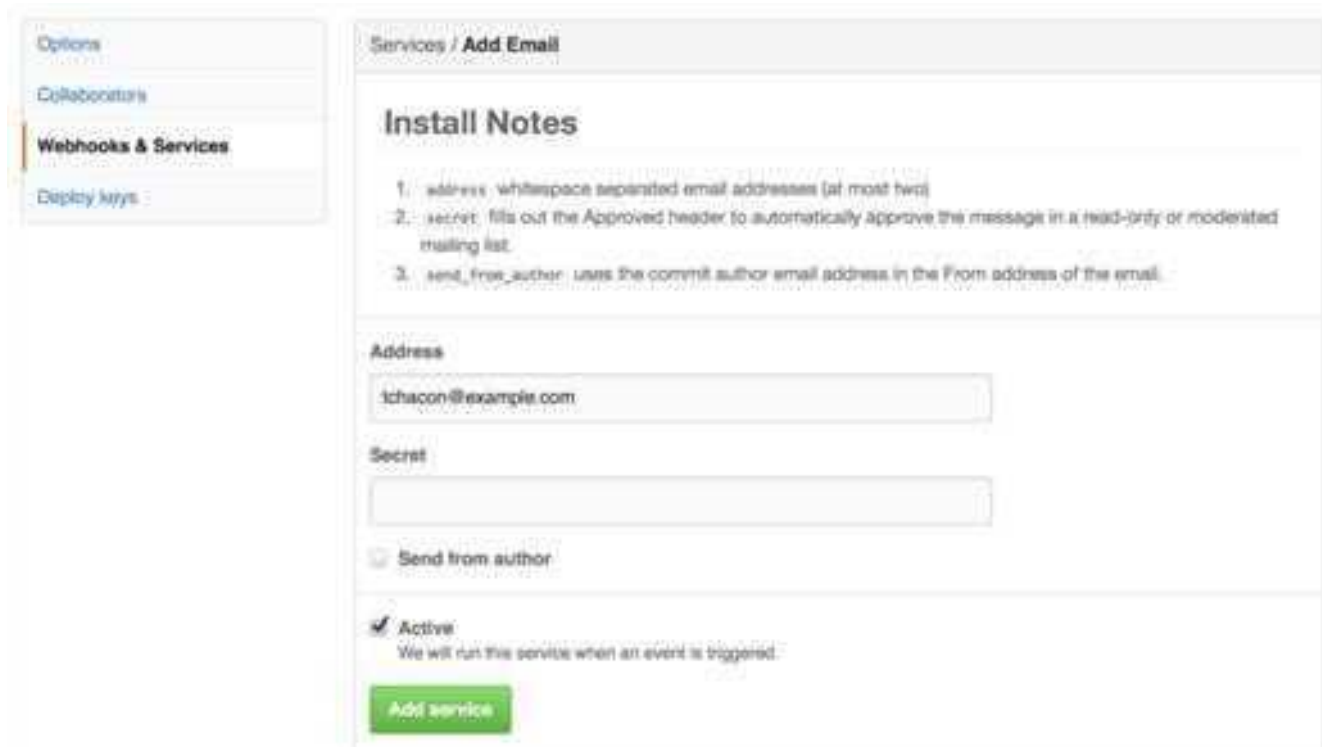 Options
Collaborators
Webhooks & Services
Deploy keys
Services / Add Email
Install Notes
1. address whitespace separated email addresses (at most two)
2. secret fills out the Approved header to automatically approve the message in a read-only or moderated
mailing list.
3. send_from_author uses the commit author email address in the From address of the email.
Address
tchacon@example.com
Secret
Send from author
Active
We will run this service when an event is triggered.
Add service